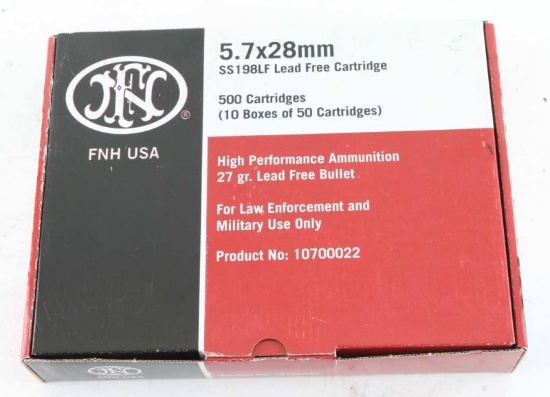 FN
®
FNH USA
5.7x28mm
SS198LF Lead Free Cartridge
500 Cartridges
(10 Boxes of 50 Cartridges)
High Performance Ammunition
27 gr. Lead Free Bullet
For Law Enforcement and
Military Use Only
Product No: 10700022